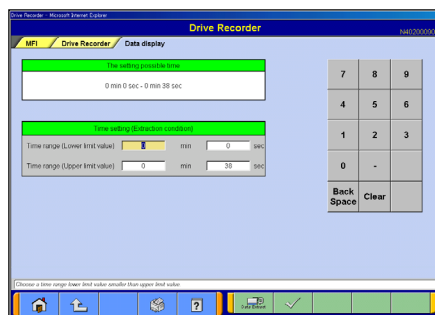 Drive Recorder - Microsoft Internet Explorer
Drive Recorder
N40200090
MFI Drive Recorder Data display
The setting possible time
0 min 0 sec - 0 min 38 sec
Time setting (Extraction condition)
Time range (Lower limit value) 0 min 0 sec
Time range (Upper limit value) 0 min 38 sec
7 8 9
4 5 6
1 2 3
0 -
Back Space Clear
Choose a time range lower limit value smaller than upper limit value
?
Data Extract